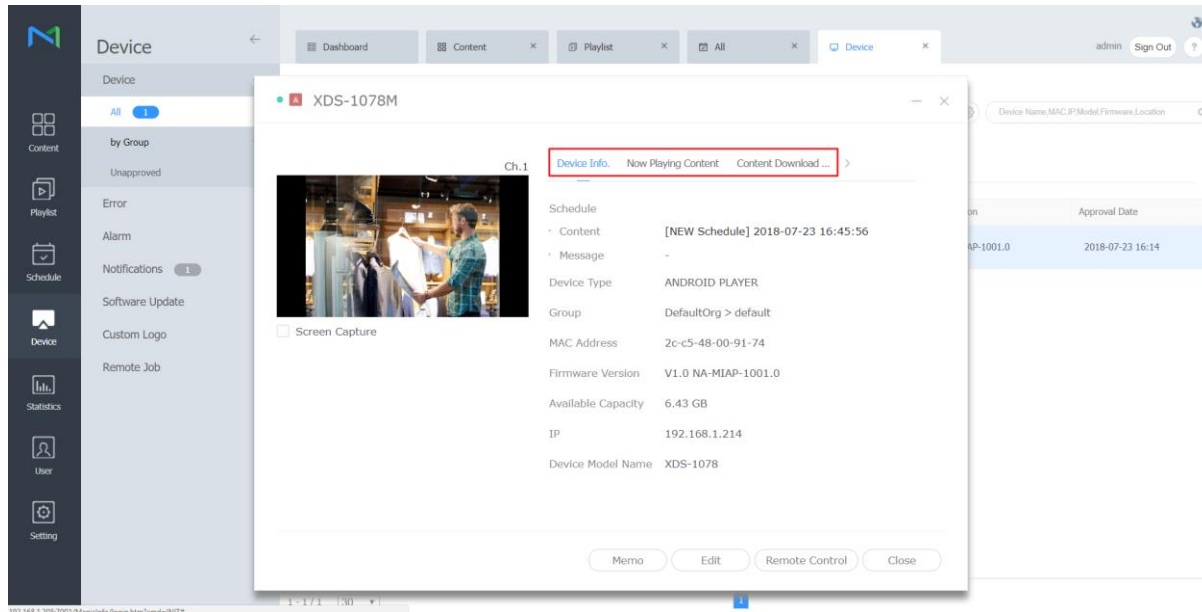 Device
Dashboard
Content
Playlist
All
Device
admin
Sign Out
?
Device
All 1
by Group
Unapproved
Error
Alarm
Notifications 1
Software Update
Custom Logo
Remote Job
Content
Playlist
Schedule
Device
Statistics
User
Setting
A XDS-1078M
Device Name,MAC,IP,Model,Firmware,Location
Ch.1
Device Info. Now Playing Content Content Download ...
Schedule
Content [NEW Schedule] 2018-07-23 16:45:56
Message -
Device Type ANDROID PLAYER
Group DefaultOrg > default
MAC Address 2c-c5-48-00-91-74
Firmware Version V1.0 NA-MIAP-1001.0
Available Capacity 6.43 GB
IP 192.168.1.214
Device Model Name XDS-1078
Screen Capture
on Approval Date
AP-1001.0 2018-07-23 16:14
Memo Edit Remote Control Close
1 - 1 / 1 30 1